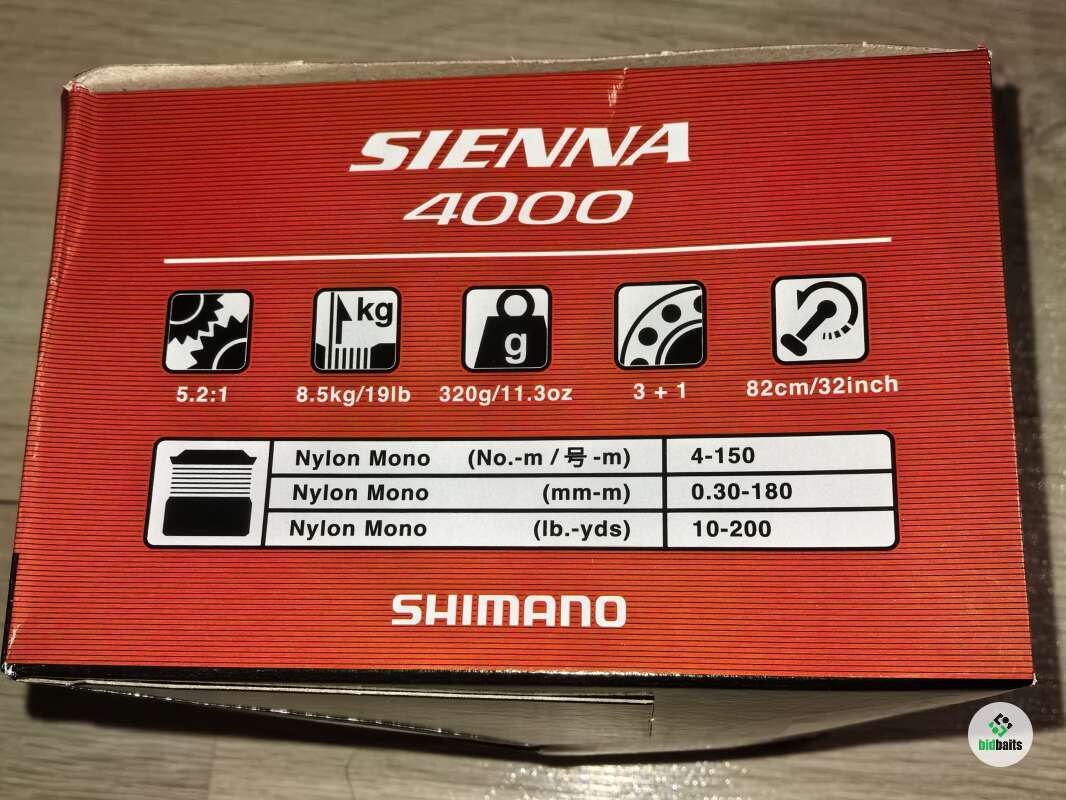 SIENNA
4000
kg
g
5.2:1 8.5kg/19lb 320g/11.3oz 3 + 1 82cm/32inch
Nylon Mono (No.-m / 号 -m) 4-150
Nylon Mono (mm-m) 0.30-180
Nylon Mono (lb.-yds) 10-200
SHIMANO
bidbaits